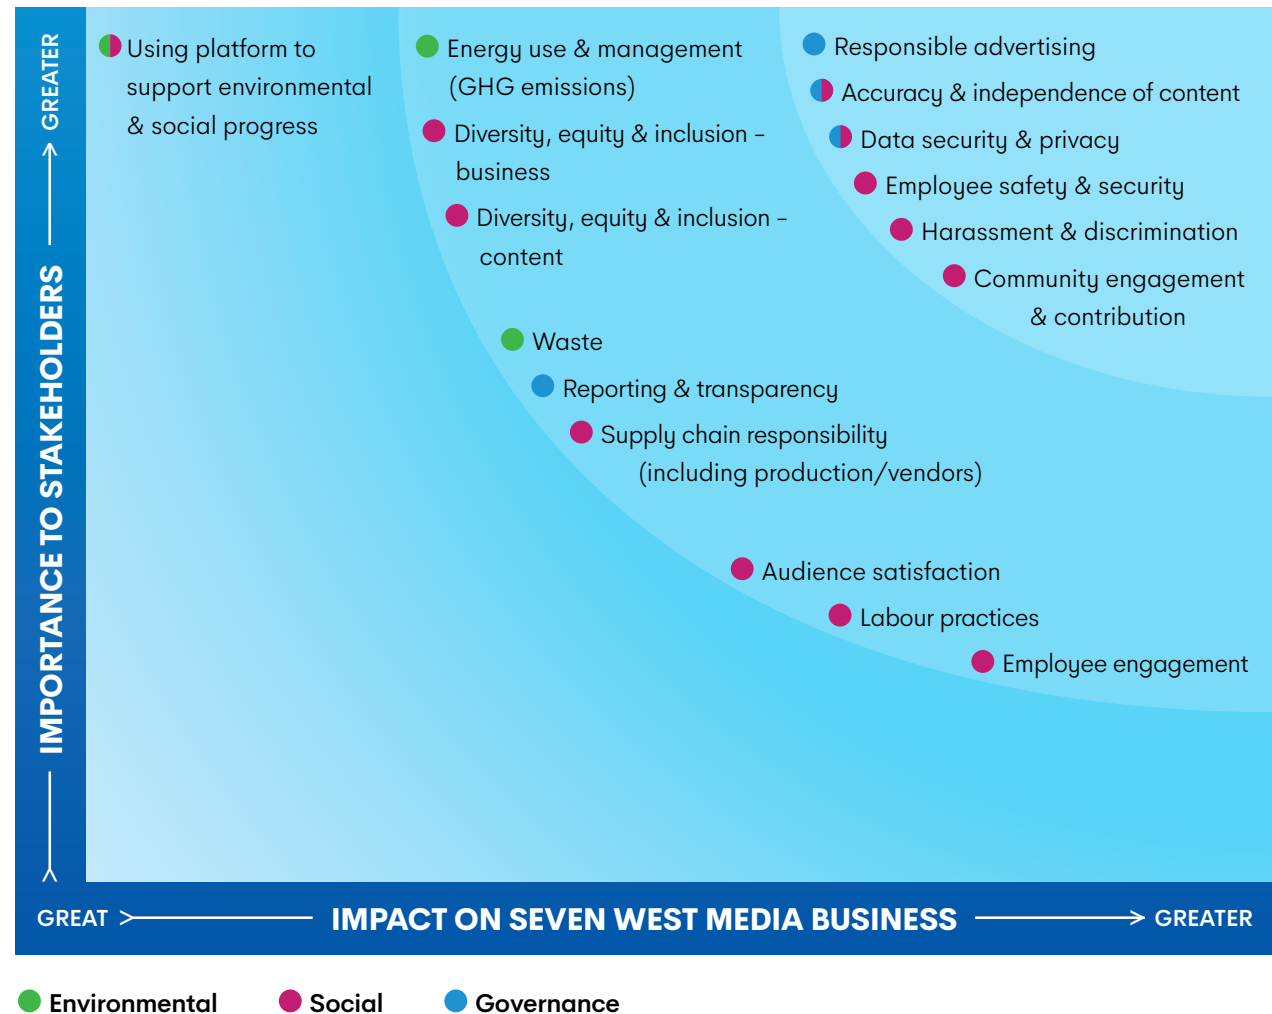 GREATER
IMPORTANCE TO STAKEHOLDERS
Using platform to
support environmental
& social progress
Energy use & management
(GHG emissions)
Diversity, equity & inclusion –
business
Diversity, equity & inclusion –
content
Waste
Reporting & transparency
Supply chain responsibility
(including production/vendors)
Audience satisfaction
Labour practices
Employee engagement
Responsible advertising
Accuracy & independence of content
Data security & privacy
Employee safety & security
Harassment & discrimination
Community engagement
& contribution
GREAT
IMPACT ON SEVEN WEST MEDIA BUSINESS
GREATER
Environmental
Social
Governance